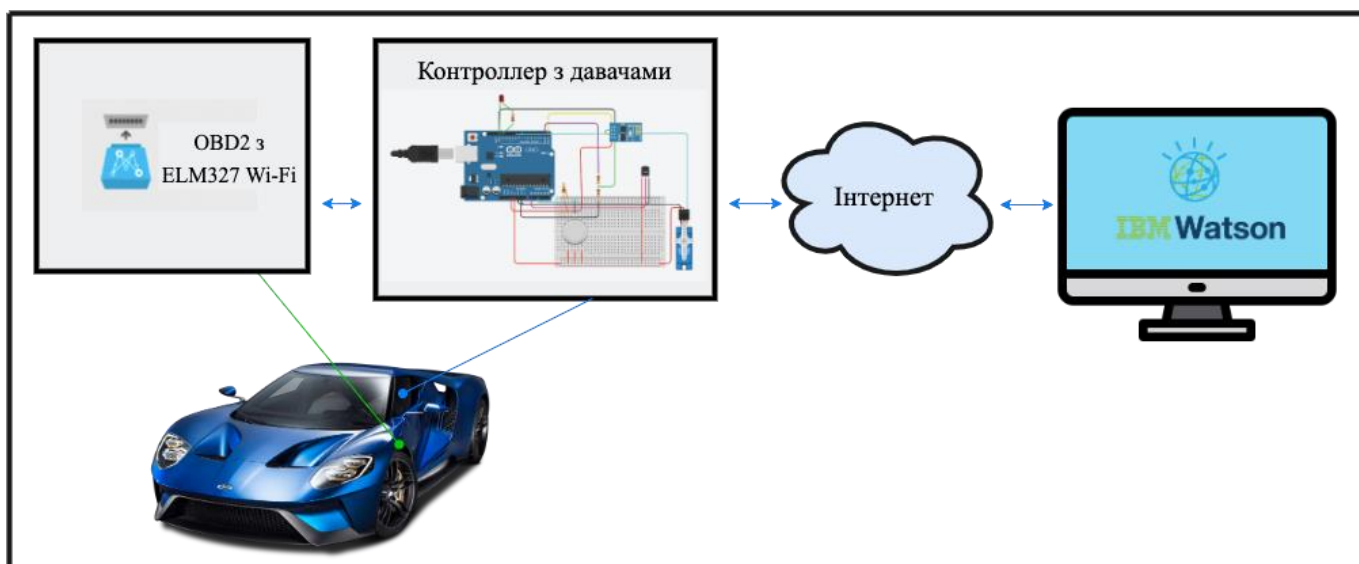 OBD2 з
ELM327 Wi-Fi
Контроллер з давачами
Інтернет
IBM Watson